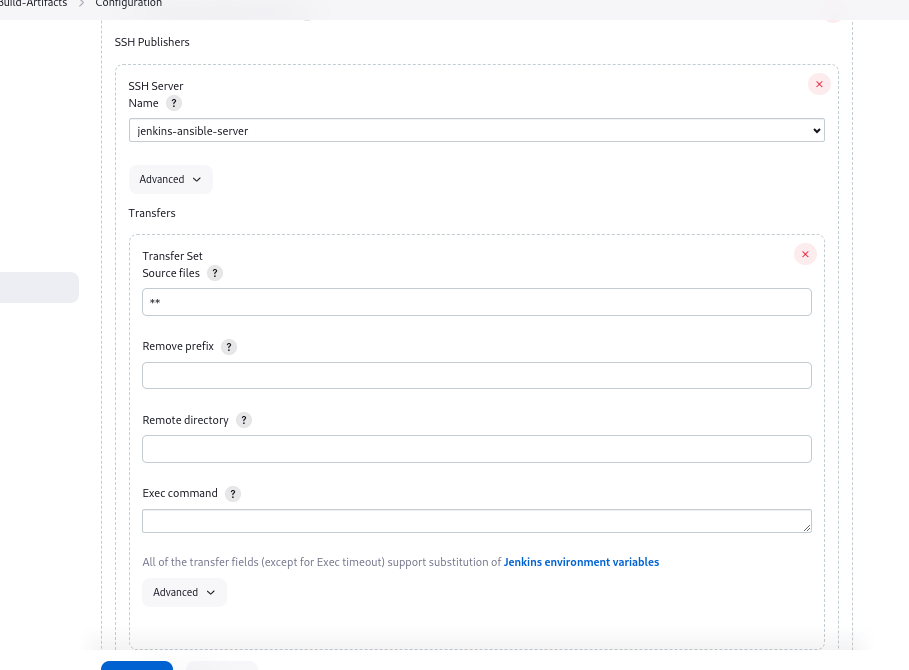 Build-Artifacts > Configuration
SSH Publishers
SSH Server
Name ?
jenkins-ansible-server
Advanced
Transfers
Transfer Set
Source files ?
**
Remove prefix ?
Remote directory ?
Exec command ?
All of the transfer fields (except for Exec timeout) support substitution of Jenkins environment variables
Advanced